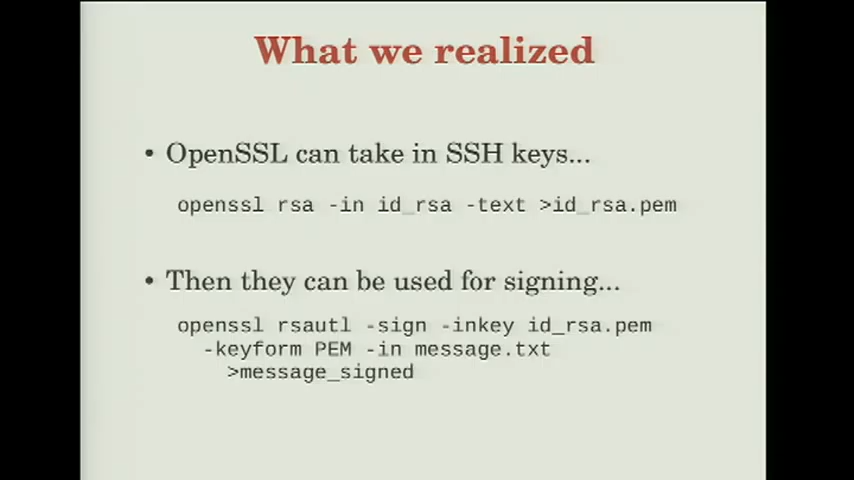 What we realized
• OpenSSL can take in SSH keys...
openssl rsa -in id_rsa -text >id_rsa.pem
• Then they can be used for signing...
openssl rsautl -sign -inkey id_rsa.pem
-keyform PEM -in message.txt
>message_signed